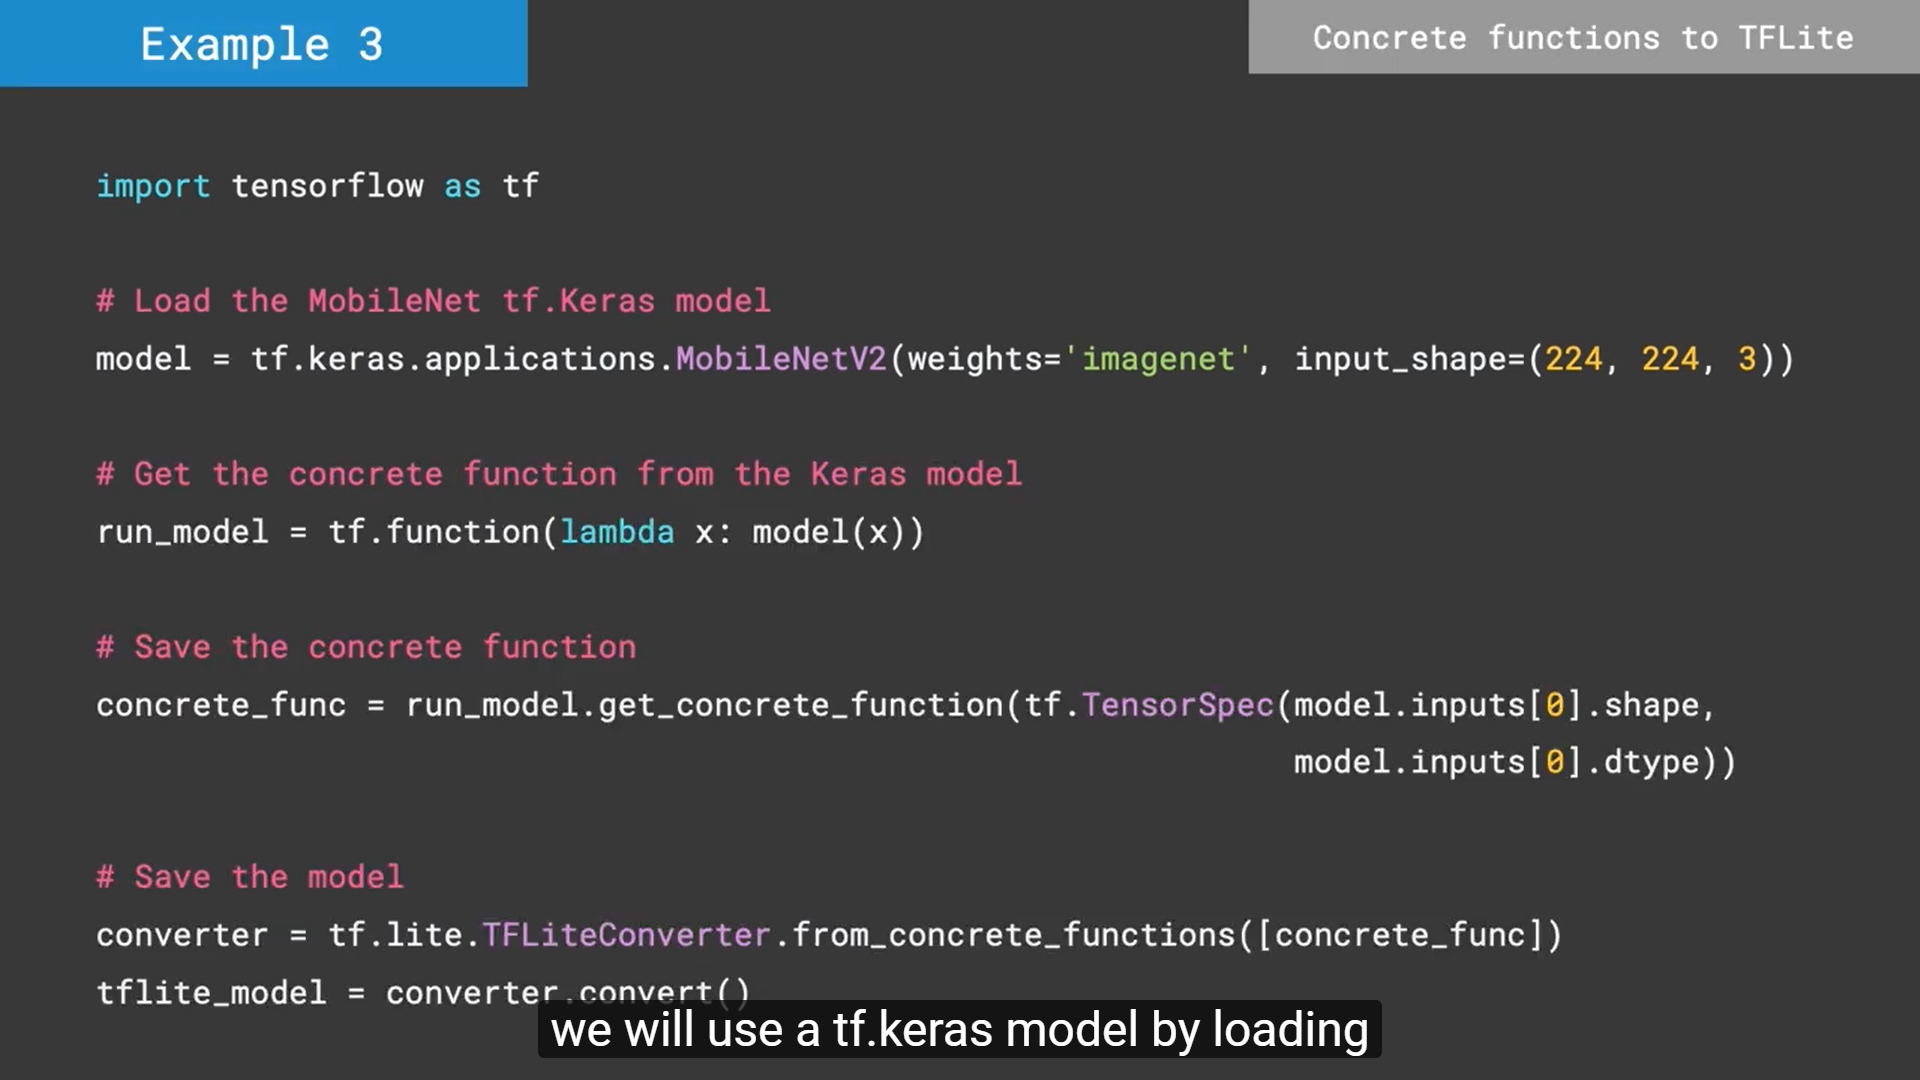 Example 3
Concrete functions to TFLite
import tensorflow as tf
# Load the MobileNet tf.Keras model
model = tf.keras.applications.MobileNetV2(weights='imagenet', input_shape=(224, 224, 3))
# Get the concrete function from the Keras model
run_model = tf.function(lambda x: model(x))
# Save the concrete function
concrete_func = run_model.get_concrete_function(tf.TensorSpec(model.inputs[0].shape,
model.inputs[0].dtype))
# Save the model
converter = tf.lite.TFLiteConverter.from_concrete_functions([concrete_func])
tflite_model = converter.convert()
we will use a tf.keras model by loading